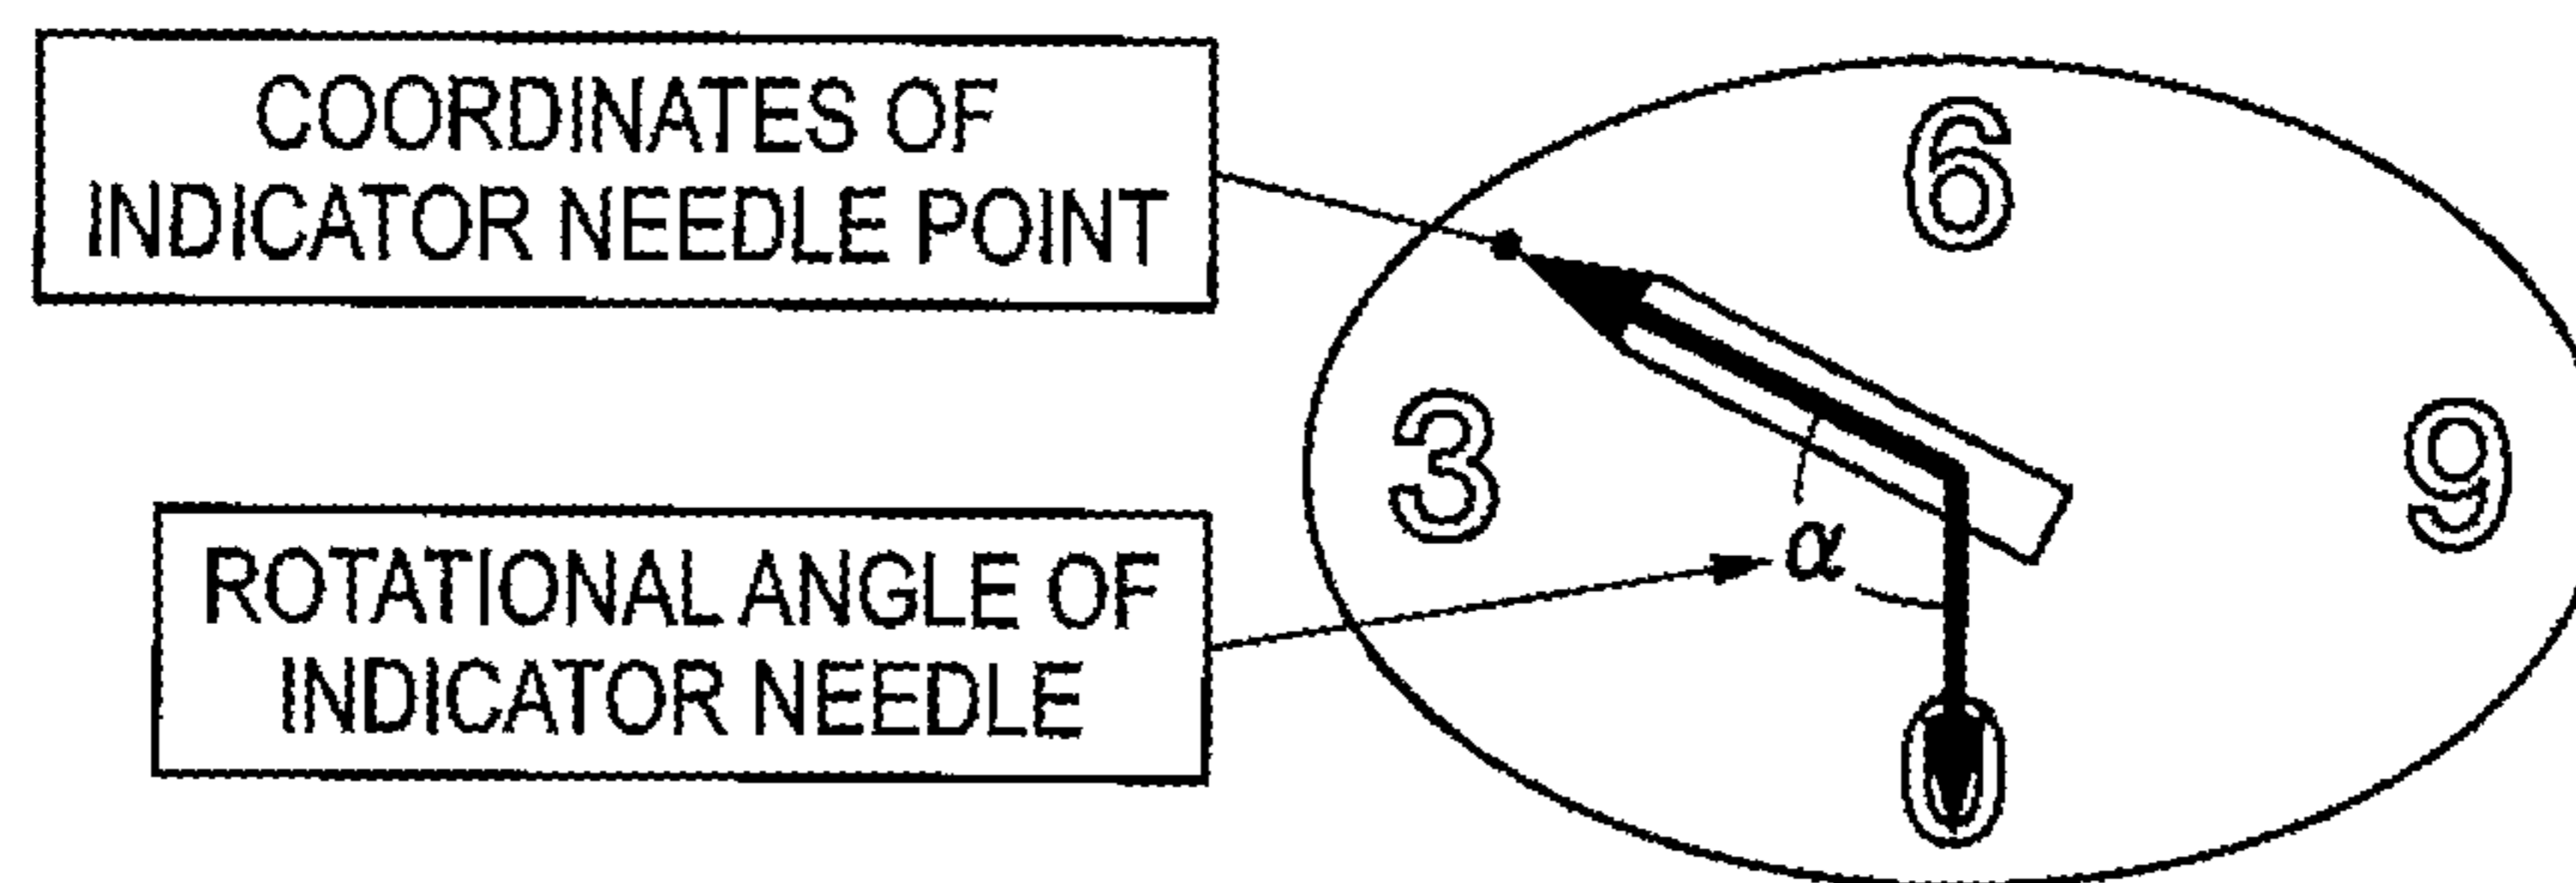 COORDINATES OF
INDICATOR NEEDLE POINT
6
3
9
ROTATIONAL ANGLE OF
INDICATOR NEEDLE
α
0